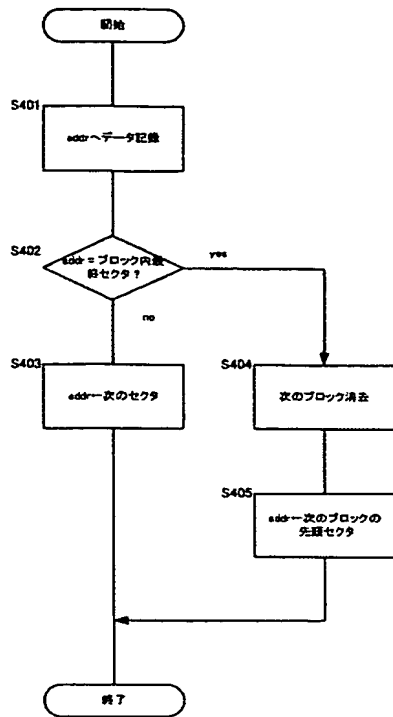 開始
S401
addrへデータ記録
S402
addr = ブロック内最
終セクタ?
yes
no
S403
addr←次のセクタ
S404
次のブロック消去
S405
addr←次のブロックの
先頭セクタ
終了